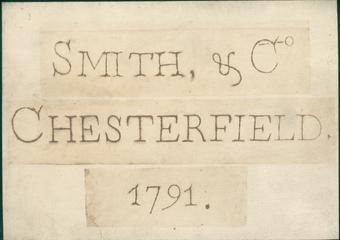 SMITH, & Cº
CHESTERFIELD.
1791.